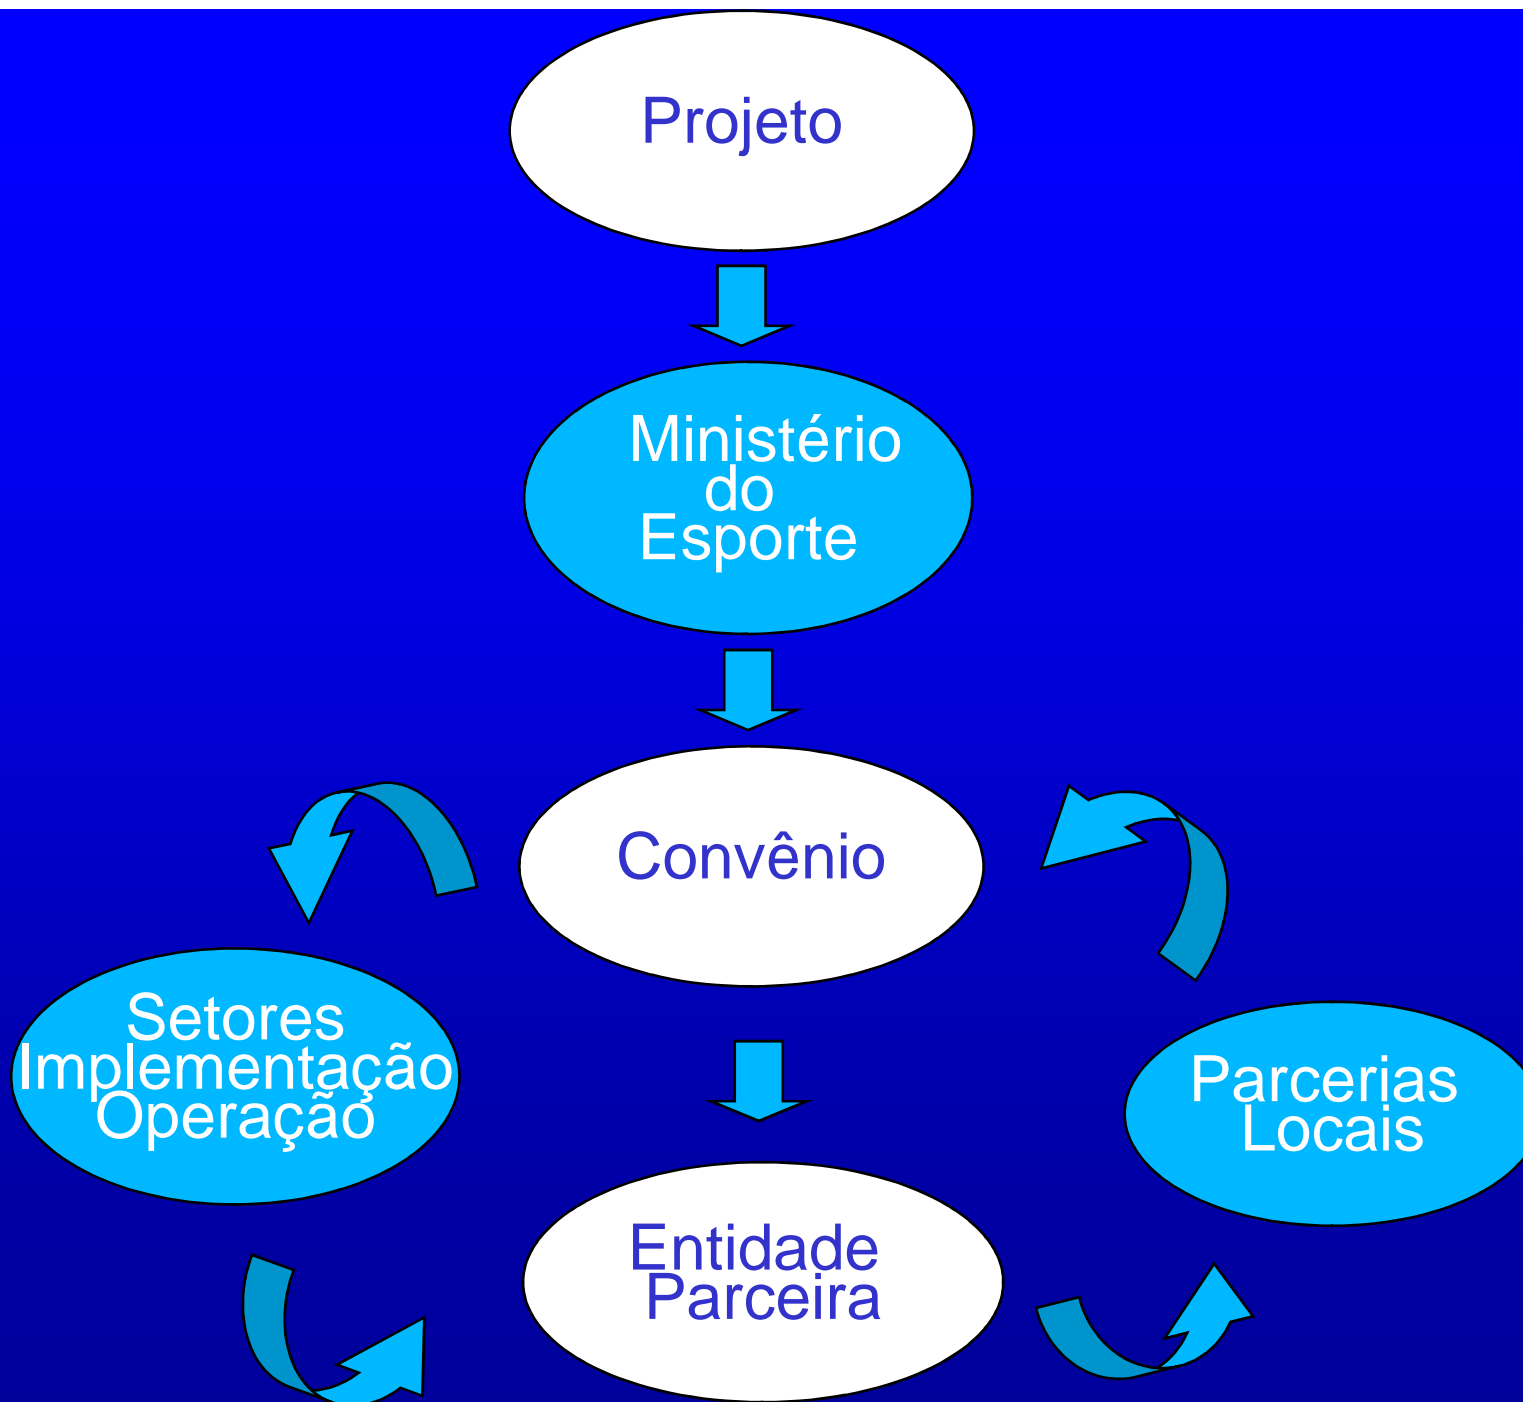 Projeto
Ministério
do
Esporte
Convênio
Setores
Implementação
Operação
Parcerias
Locais
Entidade
Parceira